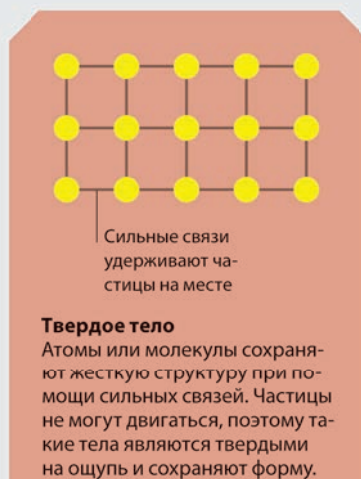 Сильные связи
удерживают ча-
стицы на месте
Твердое тело
Атомы или молекулы сохраня-
ют жесткую структуру при по-
мощи сильных связей. Частицы
не могут двигаться, поэтому та-
кие тела являются твердыми
на ощупь и сохраняют форму.